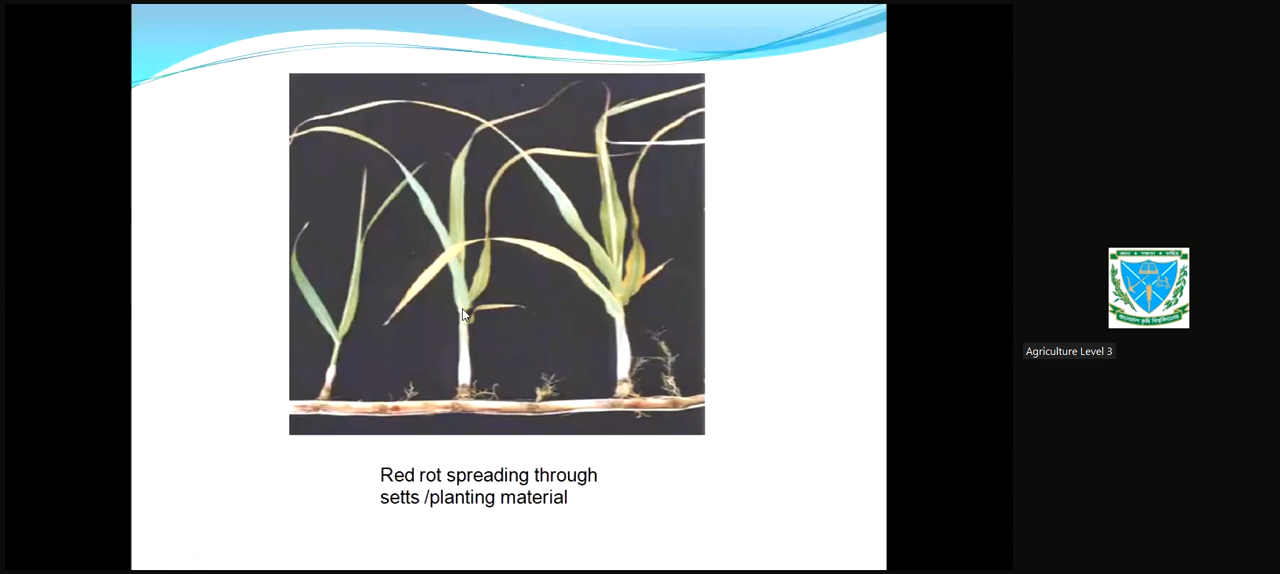 Red rot spreading through
setts /planting material
Agriculture Level 3